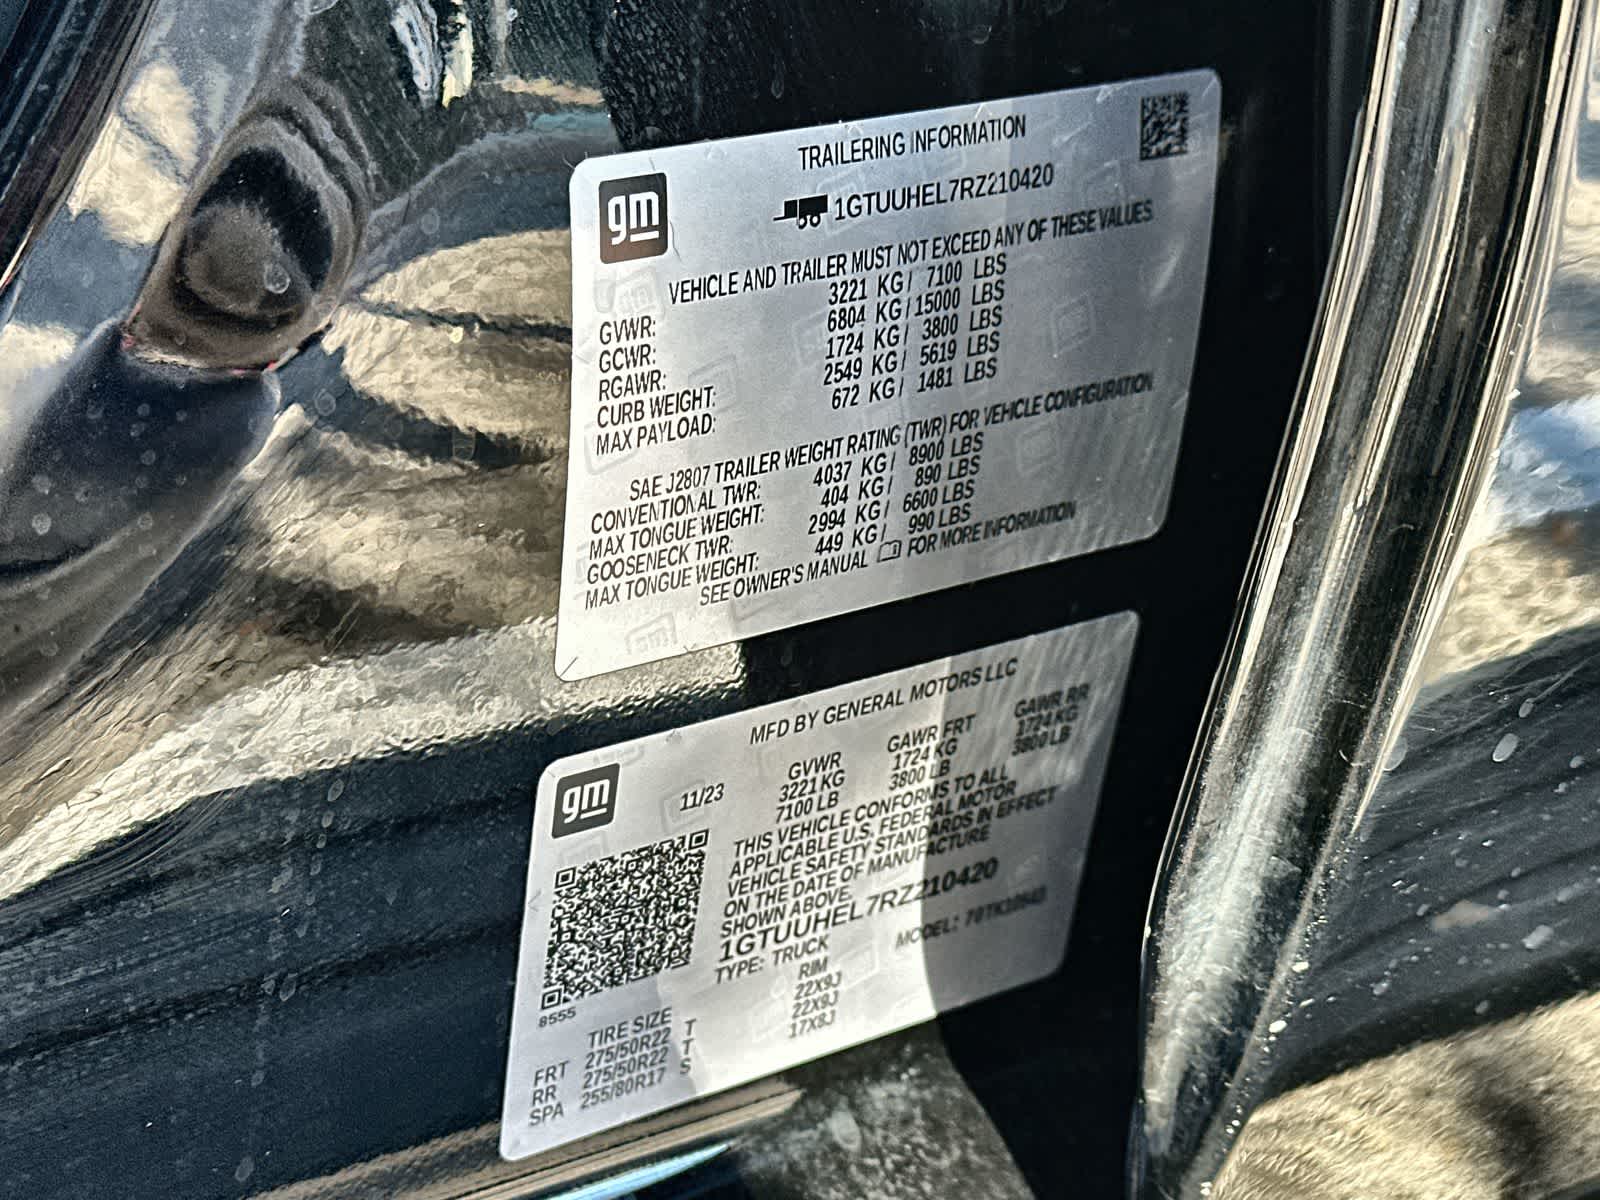 TRAILERING INFORMATION
gm
1GTUUHEL7RZ210420
VEHICLE AND TRAILER MUST NOT EXCEED ANY OF THESE VALUES
GVWR: 3221 KG/ 7100 LBS
GCWR: 6804 KG/15000 LBS
RGAWR: 1724 KG/ 3800 LBS
CURB WEIGHT: 2549 KG/ 5619 LBS
MAX PAYLOAD: 672 KG/ 1481 LBS
SAE J2807 TRAILER WEIGHT RATING (TWR) FOR VEHICLE CONFIGURATION
CONVENTIONAL TWR: 4037 KG/ 8900 LBS
MAX TONGUE WEIGHT: 404 KG/ 890 LBS
GOOSENECK TWR: 2994 KG/ 6600 LBS
MAX TONGUE WEIGHT: 449 KG/ 990 LBS
SEE OWNER'S MANUAL FOR MORE INFORMATION
MFD BY GENERAL MOTORS LLC
gm
11/23
GVWR GAWR FRT GAWR RR
3221 KG 1724 KG 1724 KG
7100 LB 3800 LB 3800 LB
THIS VEHICLE CONFORMS TO ALL
APPLICABLE U.S. FEDERAL MOTOR
VEHICLE SAFETY STANDARDS IN EFFECT
ON THE DATE OF MANUFACTURE
SHOWN ABOVE.
1GTUUHEL7RZ210420
TYPE: TRUCK MODEL:
8555
TIRE SIZE RIM
FRT 275/50R22 T 22X9J
RR 275/50R22 T 22X9J
SPA 255/80R17 S 17X8J